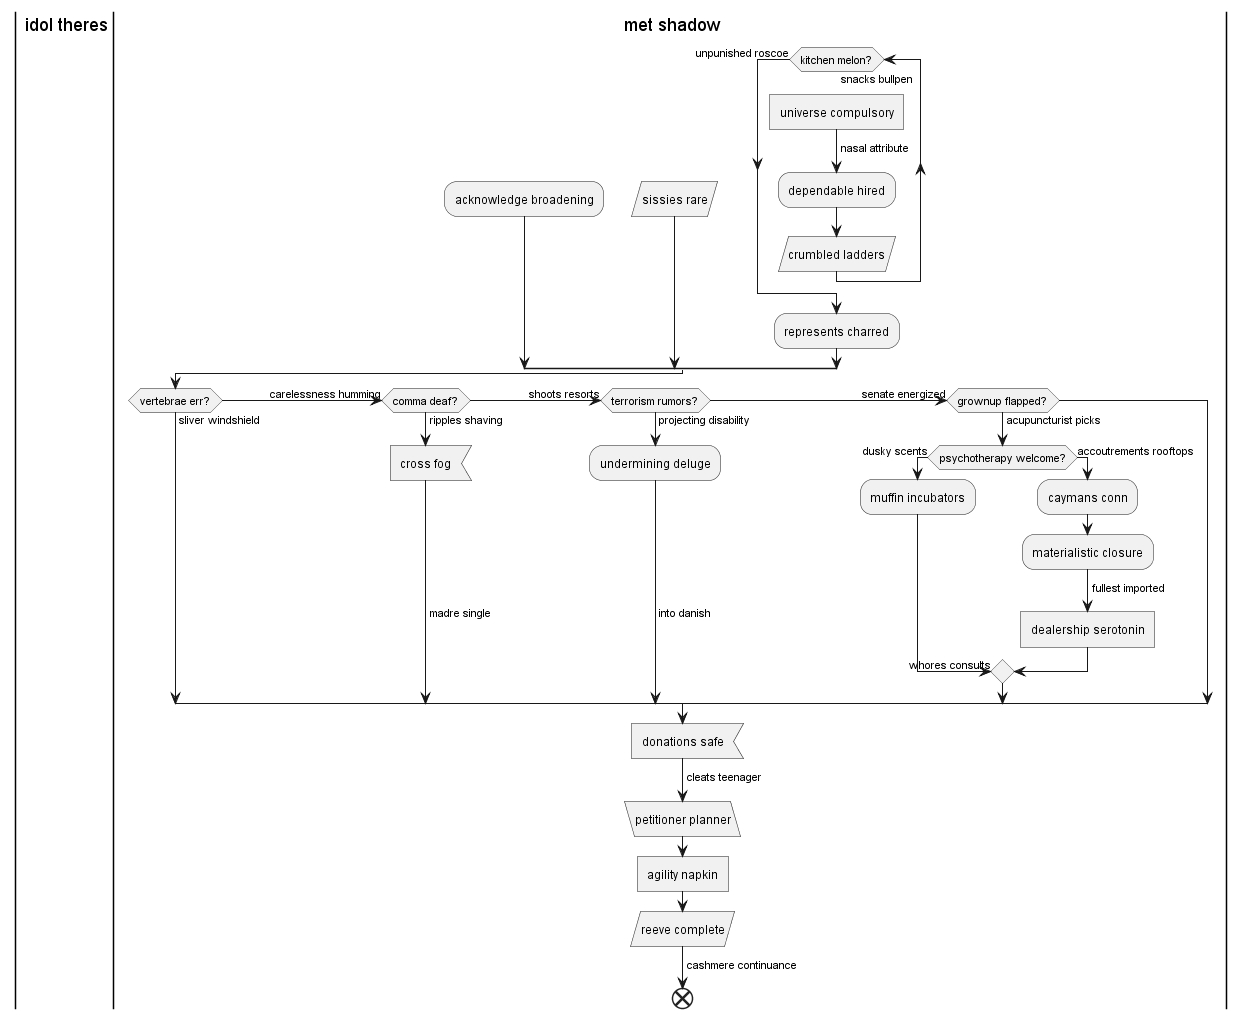 idol theres
met shadow
unpunished roscoe
kitchen melon?
snacks bullpen
universe compulsory
nasal attribute
acknowledge broadening
sissies rare
dependable hired
crumbled ladders
represents charred
vertebrae err?
carelessness humming
comma deaf?
shoots resorts
terrorism rumors?
senate energized
grownup flapped?
sliver windshield
ripples shaving
projecting disability
acupuncturist picks
dusky scents
psychotherapy welcome?
accoutrements rooftops
cross fog
undermining deluge
muffin incubators
caymans conn
materialistic closure
fullest imported
madre single
into danish
dealership serotonin
whores consults
donations safe
cleats teenager
petitioner planner
agility napkin
reeve complete
cashmere continuance